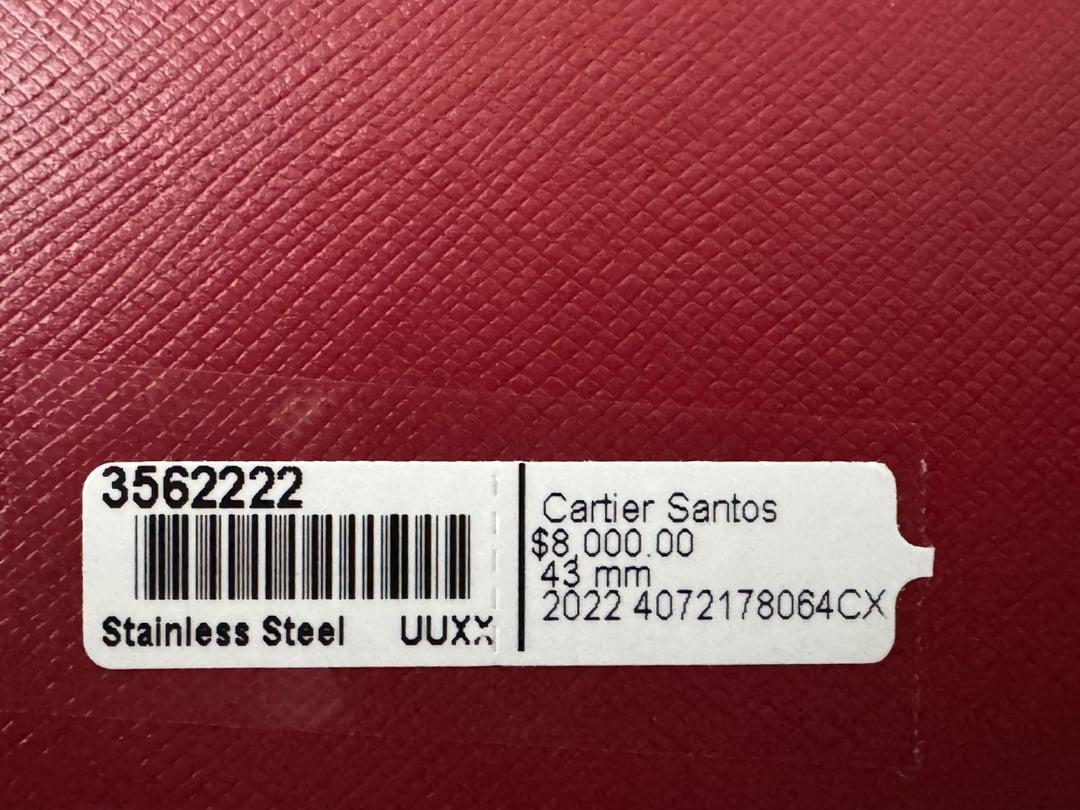 3562222
Stainless Steel UUXX
Cartier Santos
$8,000.00
43 mm
2022 4072178064CX